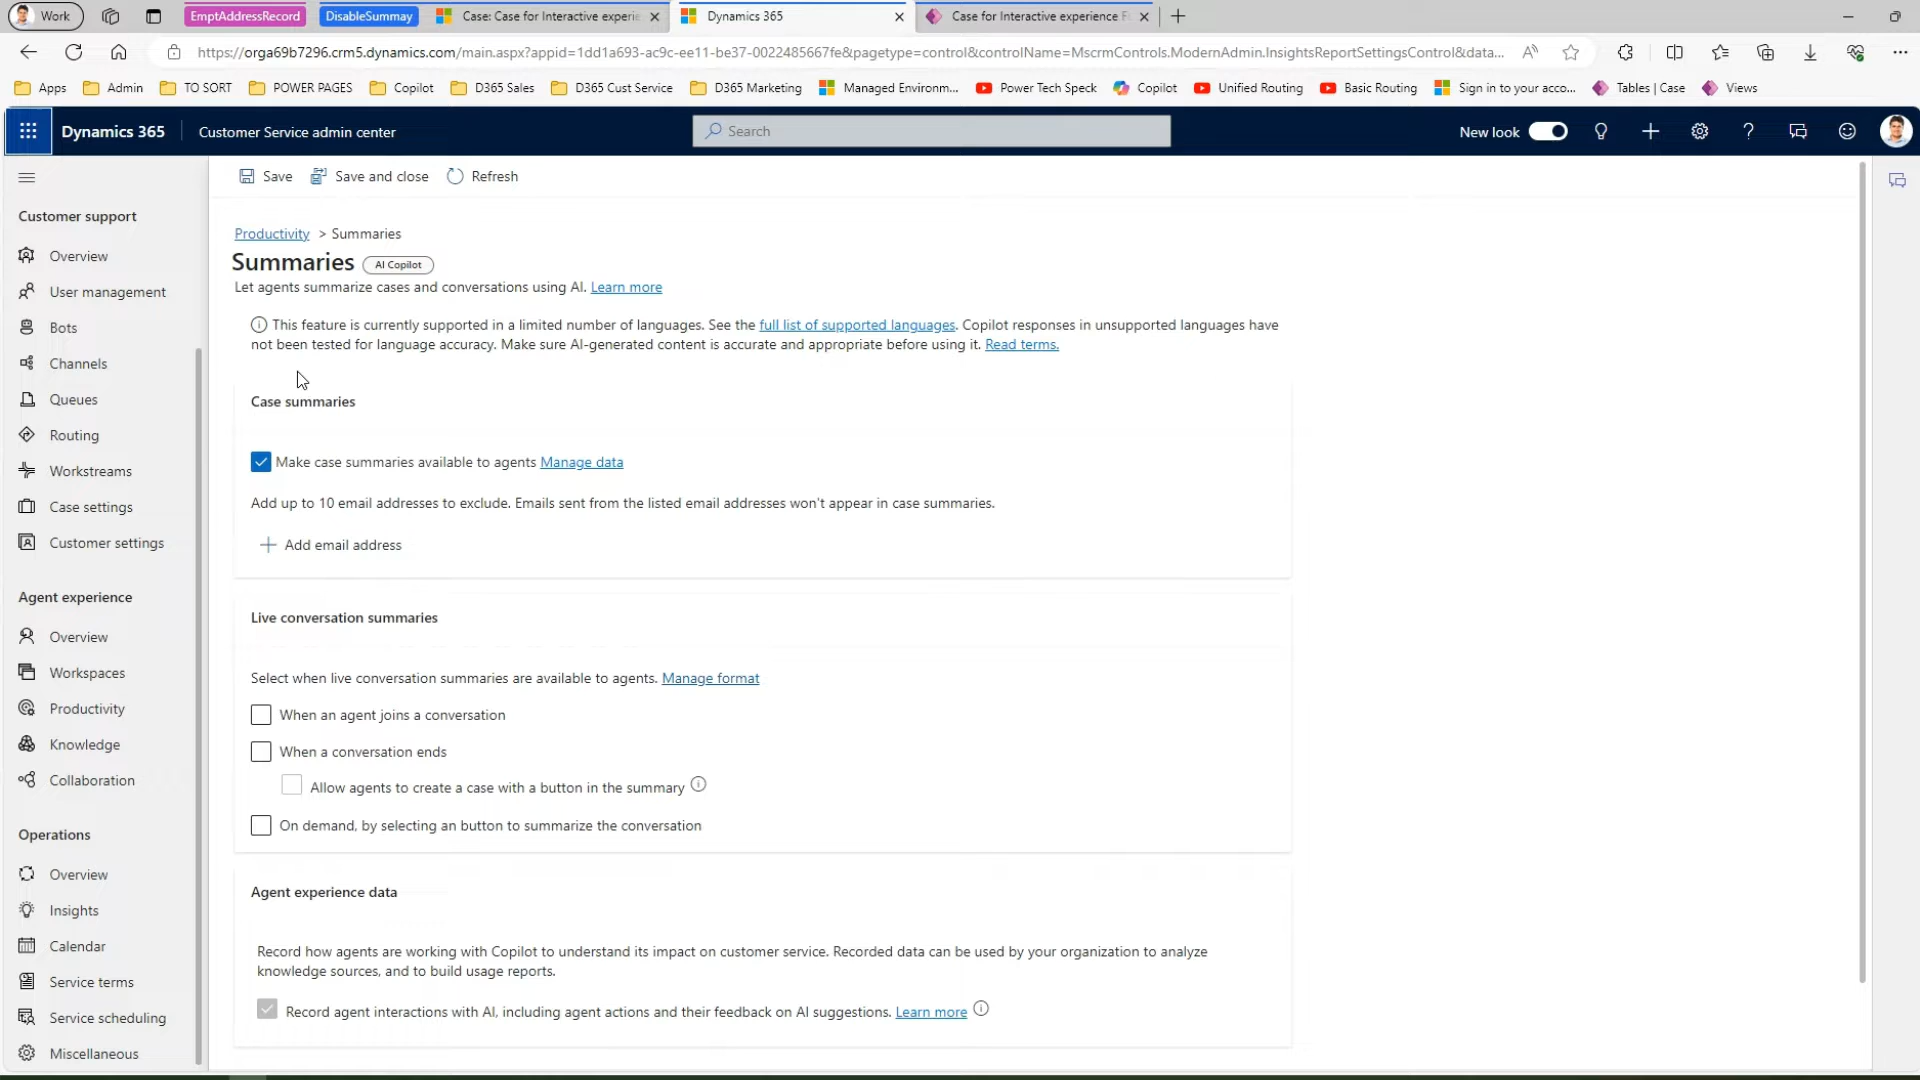 Work
EmptAddressRecord
DisableSummay
Case: Case for Interactive experie
Dynamics 365
Case for Interactive experience F
https://orga69b7296.crm5.dynamics.com/main.aspx?appid=1dd1a693-ac9c-ee11-be37-0022485667fe&pagetype=control&controlName=MscrmControls.ModernAdmin.InsightsReportSettingsControl&data...
Apps
Admin
TO SORT
POWER PAGES
Copilot
D365 Sales
D365 Cust Service
D365 Marketing
Managed Environm...
Power Tech Speck
Copilot
Unified Routing
Basic Routing
Sign in to your acco...
Tables | Case
Views
Dynamics 365
Customer Service admin center
Search
New look
Save
Save and close
Refresh
Customer support
Overview
User management
Bots
Channels
Queues
Routing
Workstreams
Case settings
Customer settings
Agent experience
Overview
Workspaces
Productivity
Knowledge
Collaboration
Operations
Overview
Insights
Calendar
Service terms
Service scheduling
Miscellaneous
Productivity > Summaries
Summaries AI Copilot
Let agents summarize cases and conversations using AI. Learn more
This feature is currently supported in a limited number of languages. See the full list of supported languages. Copilot responses in unsupported languages have
not been tested for language accuracy. Make sure AI-generated content is accurate and appropriate before using it. Read terms.
Case summaries
Make case summaries available to agents Manage data
Add up to 10 email addresses to exclude. Emails sent from the listed email addresses won't appear in case summaries.
Add email address
Live conversation summaries
Select when live conversation summaries are available to agents. Manage format
When an agent joins a conversation
When a conversation ends
Allow agents to create a case with a button in the summary
On demand, by selecting an button to summarize the conversation
Agent experience data
Record how agents are working with Copilot to understand its impact on customer service. Recorded data can be used by your organization to analyze
knowledge sources, and to build usage reports.
Record agent interactions with AI, including agent actions and their feedback on AI suggestions. Learn more